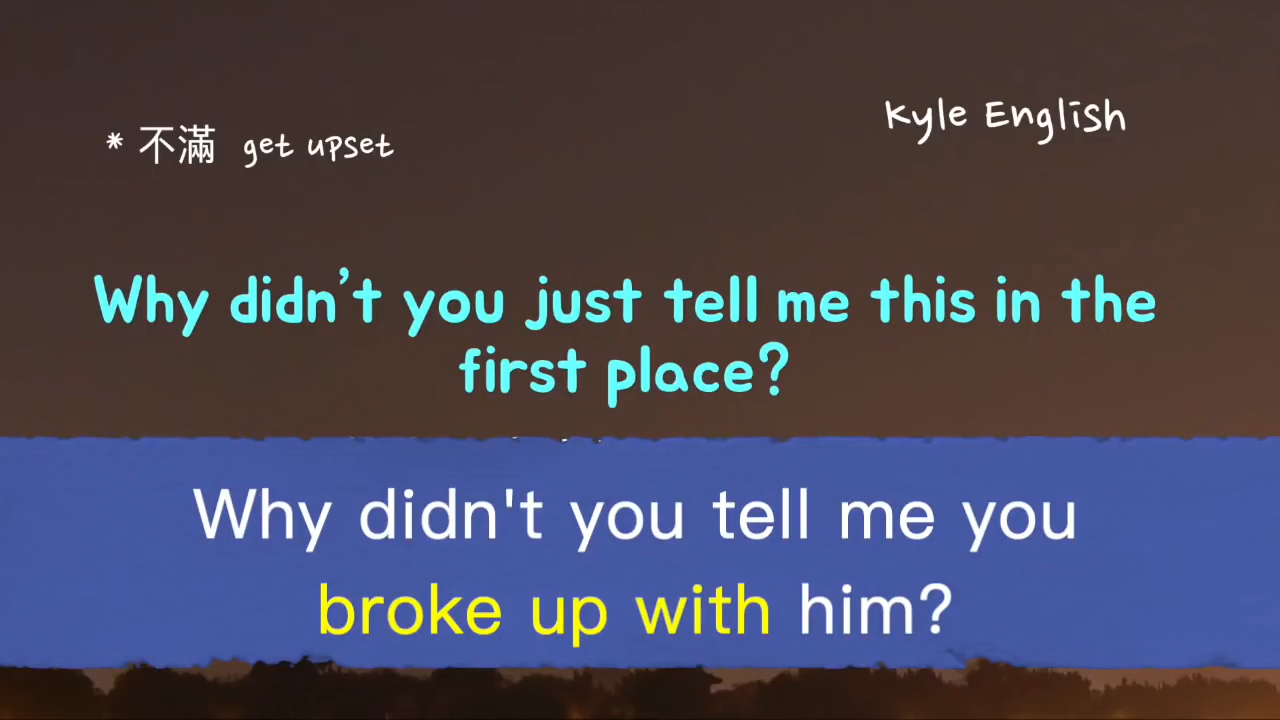 Kyle English
* 不滿 get upset
Why didn't you just tell me this in the
first place?
Why didn't you tell me you
broke up with him?